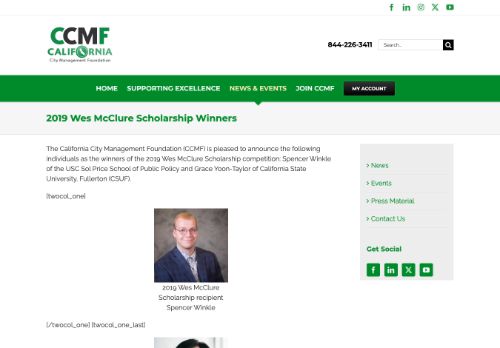 CCMF
CALIFORNIA
City Management Foundation
844-226-3411
Search...
HOME SUPPORTING EXCELLENCE NEWS & EVENTS JOIN CCMF MY ACCOUNT
2019 Wes McClure Scholarship Winners
The California City Management Foundation (CCMF) is pleased to announce the following
individuals as the winners of the 2019 Wes McClure Scholarship competition: Spencer Winkle
of the USC Sol Price School of Public Policy and Grace Yoon-Taylor of California State
University, Fullerton (CSUF).
[twocol_one]
2019 Wes McClure
Scholarship recipient
Spencer Winkle
[/twocol_one] [twocol_one_last]
News
Events
Press Material
Contact Us
Get Social